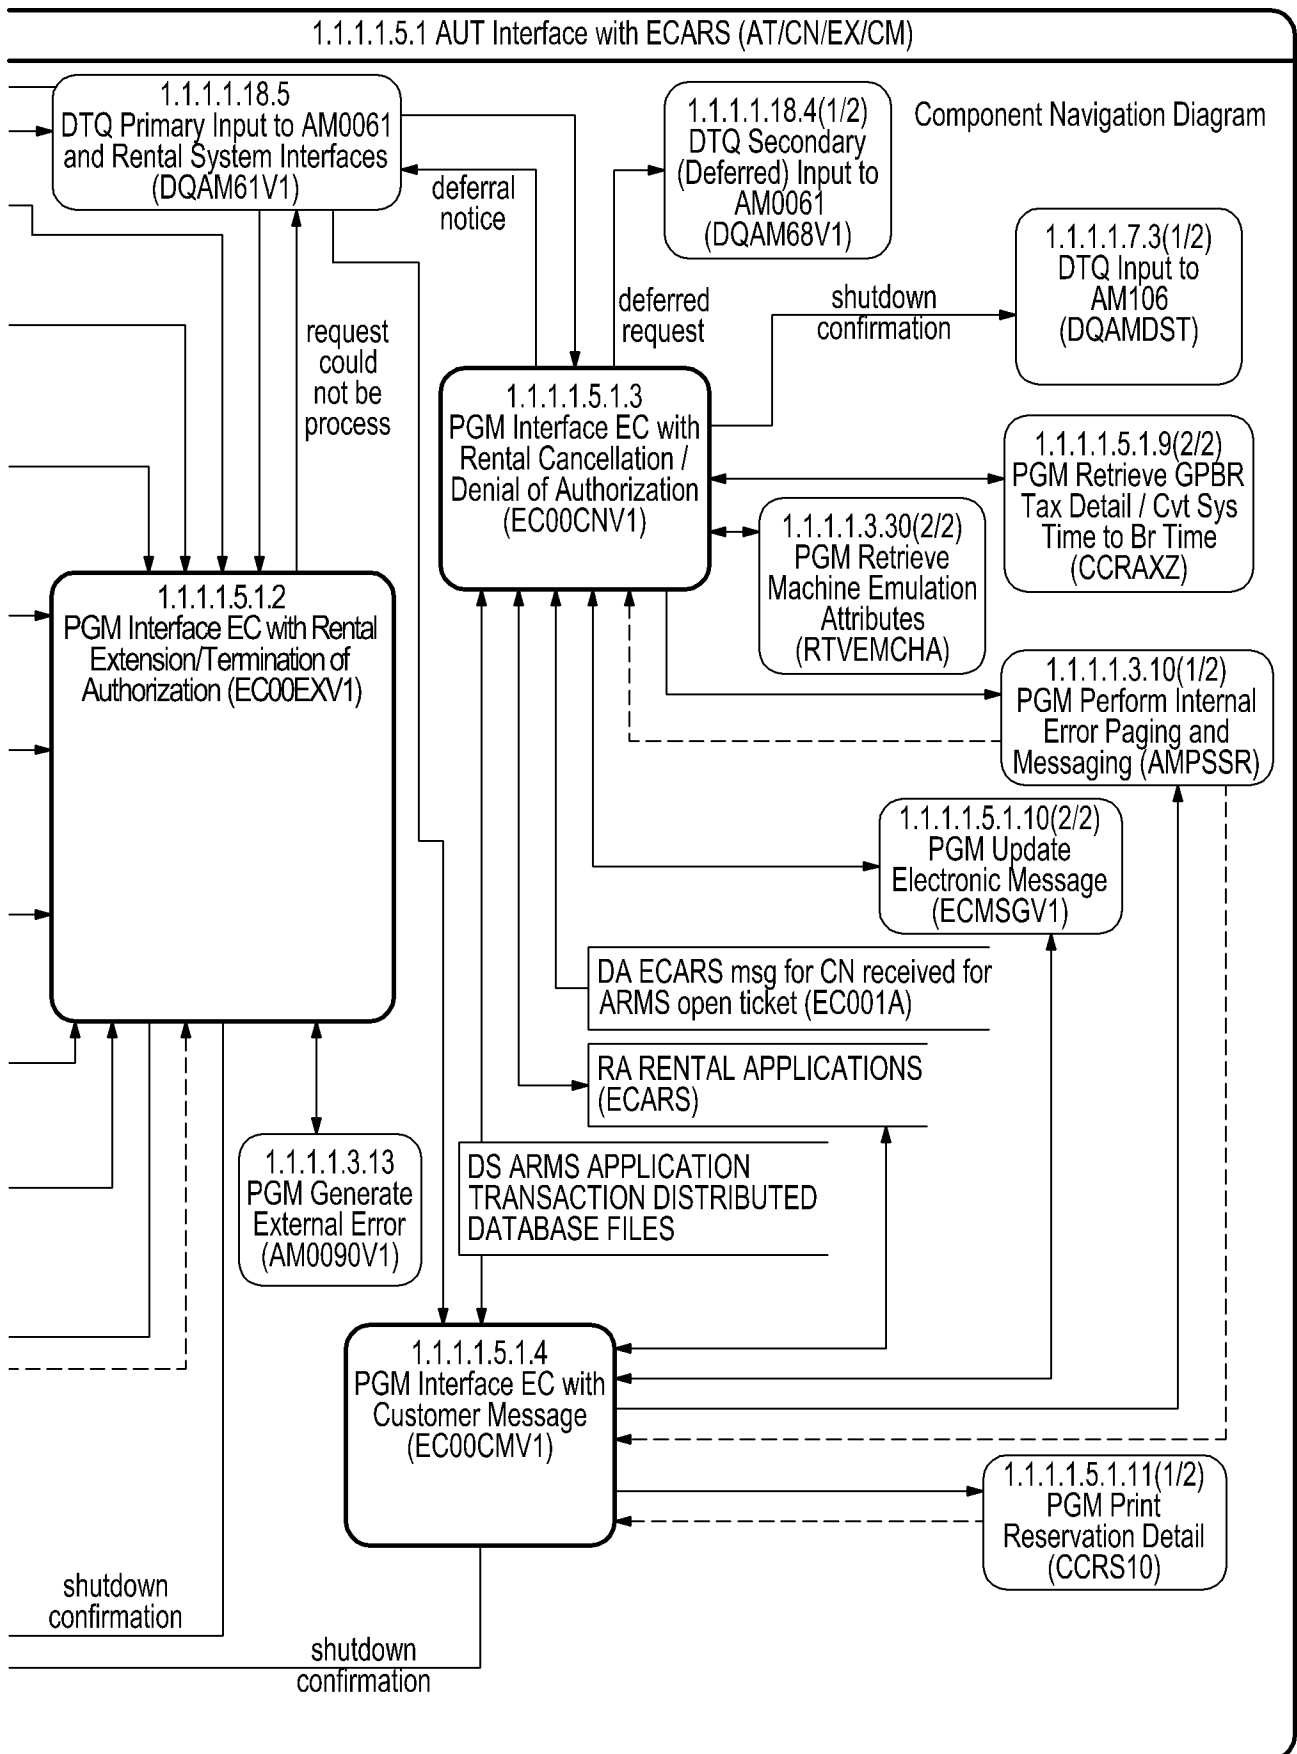 1.1.1.1.5.1 AUT Interface with ECARS (AT/CN/EX/CM)
Component Navigation Diagram
1.1.1.1.18.5
DTQ Primary Input to AM0061
and Rental System Interfaces
(DQAM61V1)
1.1.1.1.18.4(1/2)
DTQ Secondary
(Deferred) Input to
AM0061
(DQAM68V1)
deferral
notice
1.1.1.1.7.3(1/2)
DTQ Input to
AM106
(DQAMDST)
request
could
not be
process
deferred
request
shutdown
confirmation
1.1.1.1.5.1.3
PGM Interface EC with
Rental Cancellation /
Denial of Authorization
(EC00CNV1)
1.1.1.1.5.1.9(2/2)
PGM Retrieve GPBR
Tax Detail / Cvt Sys
Time to Br Time
(CCRAXZ)
1.1.1.1.3.30(2/2)
PGM Retrieve
Machine Emulation
Attributes
(RTVEMCHA)
1.1.1.1.5.1.2
PGM Interface EC with Rental
Extension/Termination of
Authorization (EC00EXV1)
1.1.1.1.3.10(1/2)
PGM Perform Internal
Error Paging and
Messaging (AMPSSR)
1.1.1.1.5.1.10(2/2)
PGM Update
Electronic Message
(ECMSGV1)
DA ECARS msg for CN received for
ARMS open ticket (EC001A)
RA RENTAL APPLICATIONS
(ECARS)
1.1.1.1.3.13
PGM Generate
External Error
(AM0090V1)
DS ARMS APPLICATION
TRANSACTION DISTRIBUTED
DATABASE FILES
1.1.1.1.5.1.4
PGM Interface EC with
Customer Message
(EC00CMV1)
1.1.1.1.5.1.11(1/2)
PGM Print
Reservation Detail
(CCRS10)
shutdown
confirmation
shutdown
confirmation